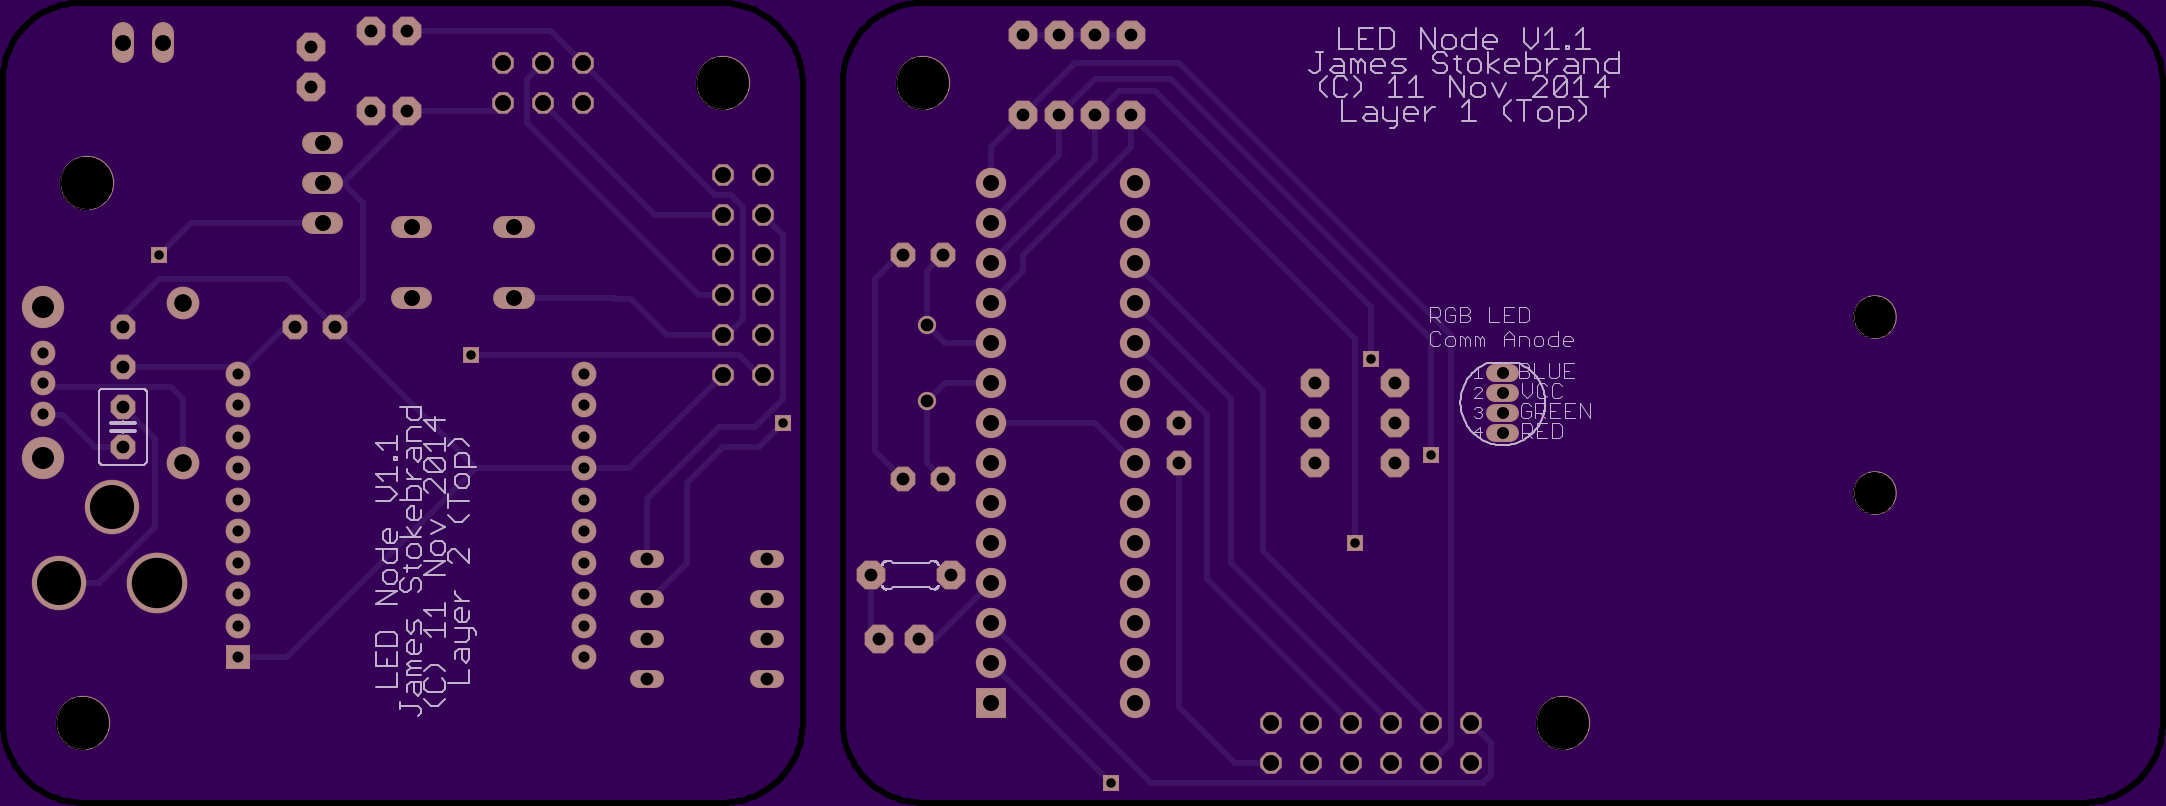 LED Node V1.1
James Stokebrand
(C) 11 Nov 2014
Layer 2 (Top)
LED Node V1.1
James Stokebrand
(C) 11 Nov 2014
Layer 1 (Top)
RGB LED
Comm Anode
1 BLUE
2 VCC
3 GREEN
4 RED